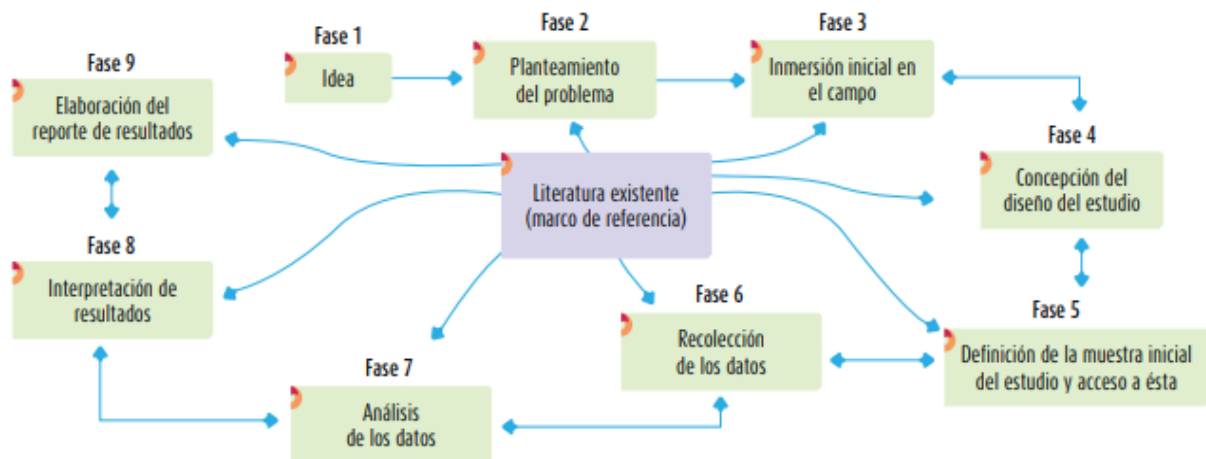 Fase 1
Idea
Fase 2
Planteamiento
del problema
Fase 3
Inmersión inicial en
el campo
Fase 4
Concepción del
diseño del estudio
Fase 5
Definición de la muestra inicial
del estudio y acceso a ésta
Fase 6
Recolección
de los datos
Fase 7
Análisis
de los datos
Fase 8
Interpretación de
resultados
Fase 9
Elaboración del
reporte de resultados
Literatura existente
(marco de referencia)